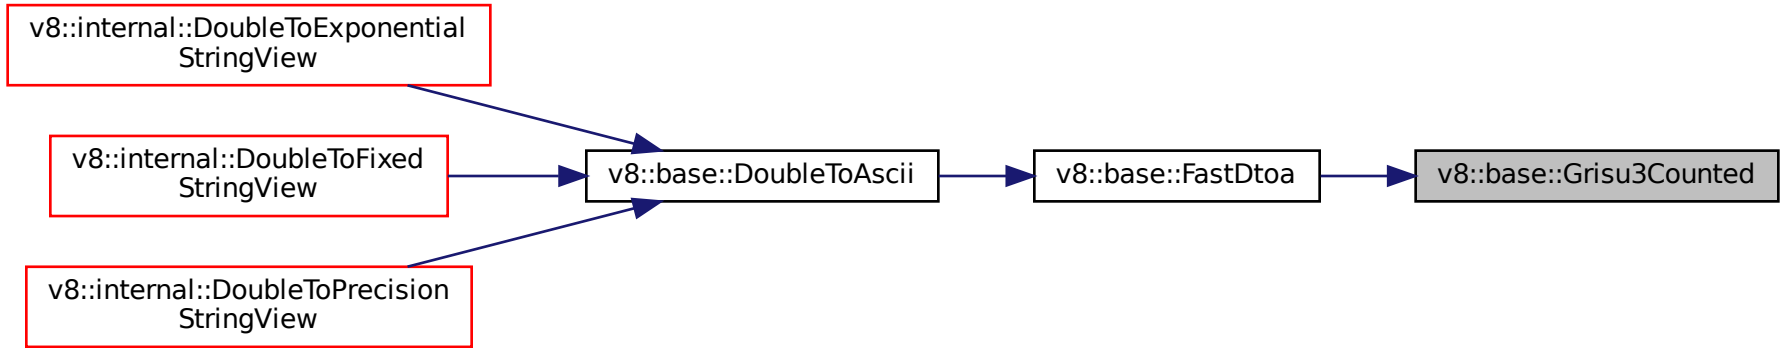 v8::internal::DoubleToExponential
StringView
v8::internal::DoubleToFixed
StringView
v8::internal::DoubleToPrecision
StringView
v8::base::DoubleToAscii
v8::base::FastDtoa
v8::base::Grisu3Counted